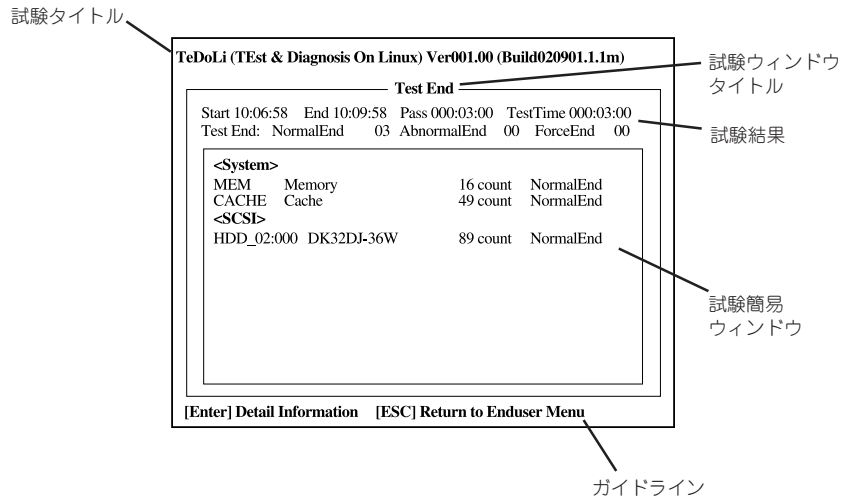 試験タイトル
TeDoLi (TEst & Diagnosis On Linux) Ver001.00 (Build020901.1.1m)
Test End
試験ウィンドウ
タイトル
Start 10:06:58 End 10:09:58 Pass 000:03:00 TestTime 000:03:00
Test End: NormalEnd 03 AbnormalEnd 00 ForceEnd 00
試験結果
<System>
MEM Memory 16 count NormalEnd
CACHE Cache 49 count NormalEnd
<SCSI>
HDD_02:000 DK32DJ-36W 89 count NormalEnd
試験簡易
ウィンドウ
[Enter] Detail Information [ESC] Return to Enduser Menu
ガイドライン